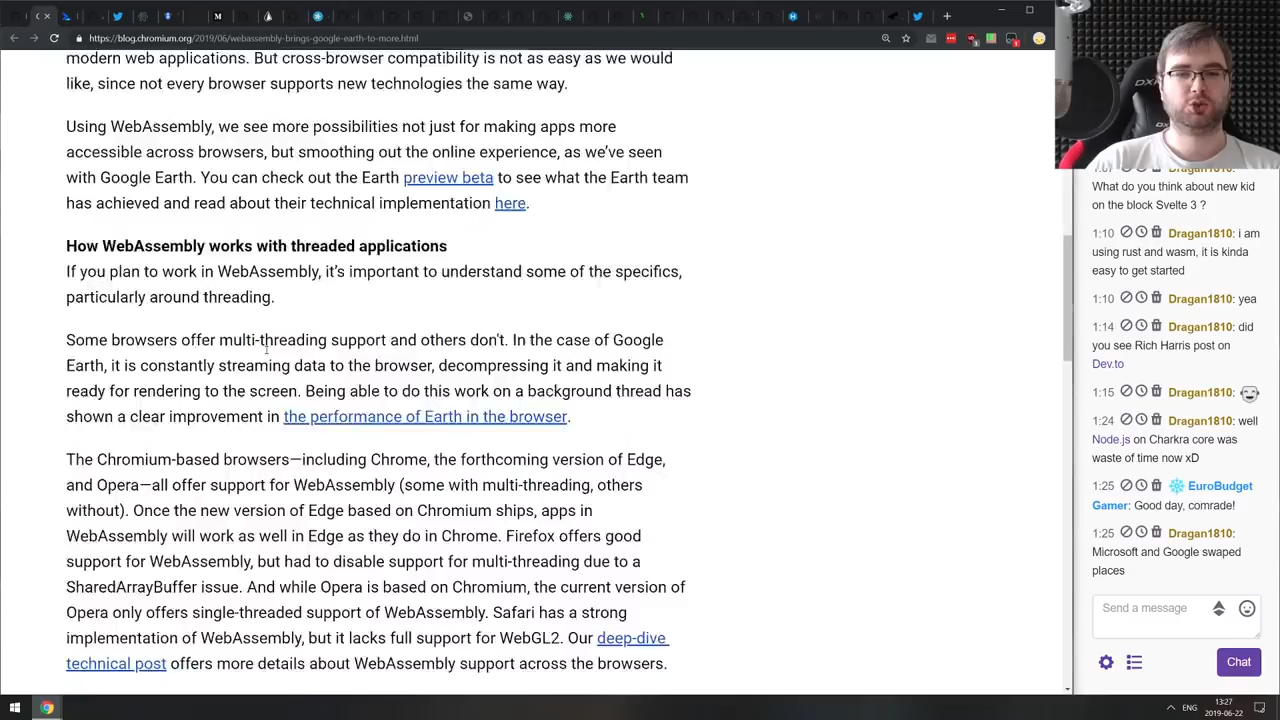 https://blog.chromium.org/2019/06/webassembly-brings-google-earth-to-more.html
modern web applications. But cross-browser compatibility is not as easy as we would
like, since not every browser supports new technologies the same way.
Using WebAssembly, we see more possibilities not just for making apps more
accessible across browsers, but smoothing out the online experience, as we’ve seen
with Google Earth. You can check out the Earth preview beta to see what the Earth team
has achieved and read about their technical implementation here.
How WebAssembly works with threaded applications
If you plan to work in WebAssembly, it’s important to understand some of the specifics,
particularly around threading.
Some browsers offer multi-threading support and others don't. In the case of Google
Earth, it is constantly streaming data to the browser, decompressing it and making it
ready for rendering to the screen. Being able to do this work on a background thread has
shown a clear improvement in the performance of Earth in the browser.
The Chromium-based browsers—including Chrome, the forthcoming version of Edge,
and Opera—all offer support for WebAssembly (some with multi-threading, others
without). Once the new version of Edge based on Chromium ships, apps in
WebAssembly will work as well in Edge as they do in Chrome. Firefox offers good
support for WebAssembly, but had to disable support for multi-threading due to a
SharedArrayBuffer issue. And while Opera is based on Chromium, the current version of
Opera only offers single-threaded support of WebAssembly. Safari has a strong
implementation of WebAssembly, but it lacks full support for WebGL2. Our deep-dive
technical post offers more details about WebAssembly support across the browsers.
DX
1:07 Dragan1810:
What do you think about new kid
on the block Svelte 3 ?
1:10 Dragan1810: i am
using rust and wasm, it is kinda
easy to get started
1:10 Dragan1810: yea
1:14 Dragan1810: did
you see Rich Harris post on
Dev.to
1:15 Dragan1810:
1:24 Dragan1810: well
Node.js on Charkra core was
waste of time now xD
1:25 EuroBudget
Gamer: Good day, comrade!
1:25 Dragan1810:
Microsoft and Google swaped
places
Send a message
Chat
ENG
13:27
2019-06-22